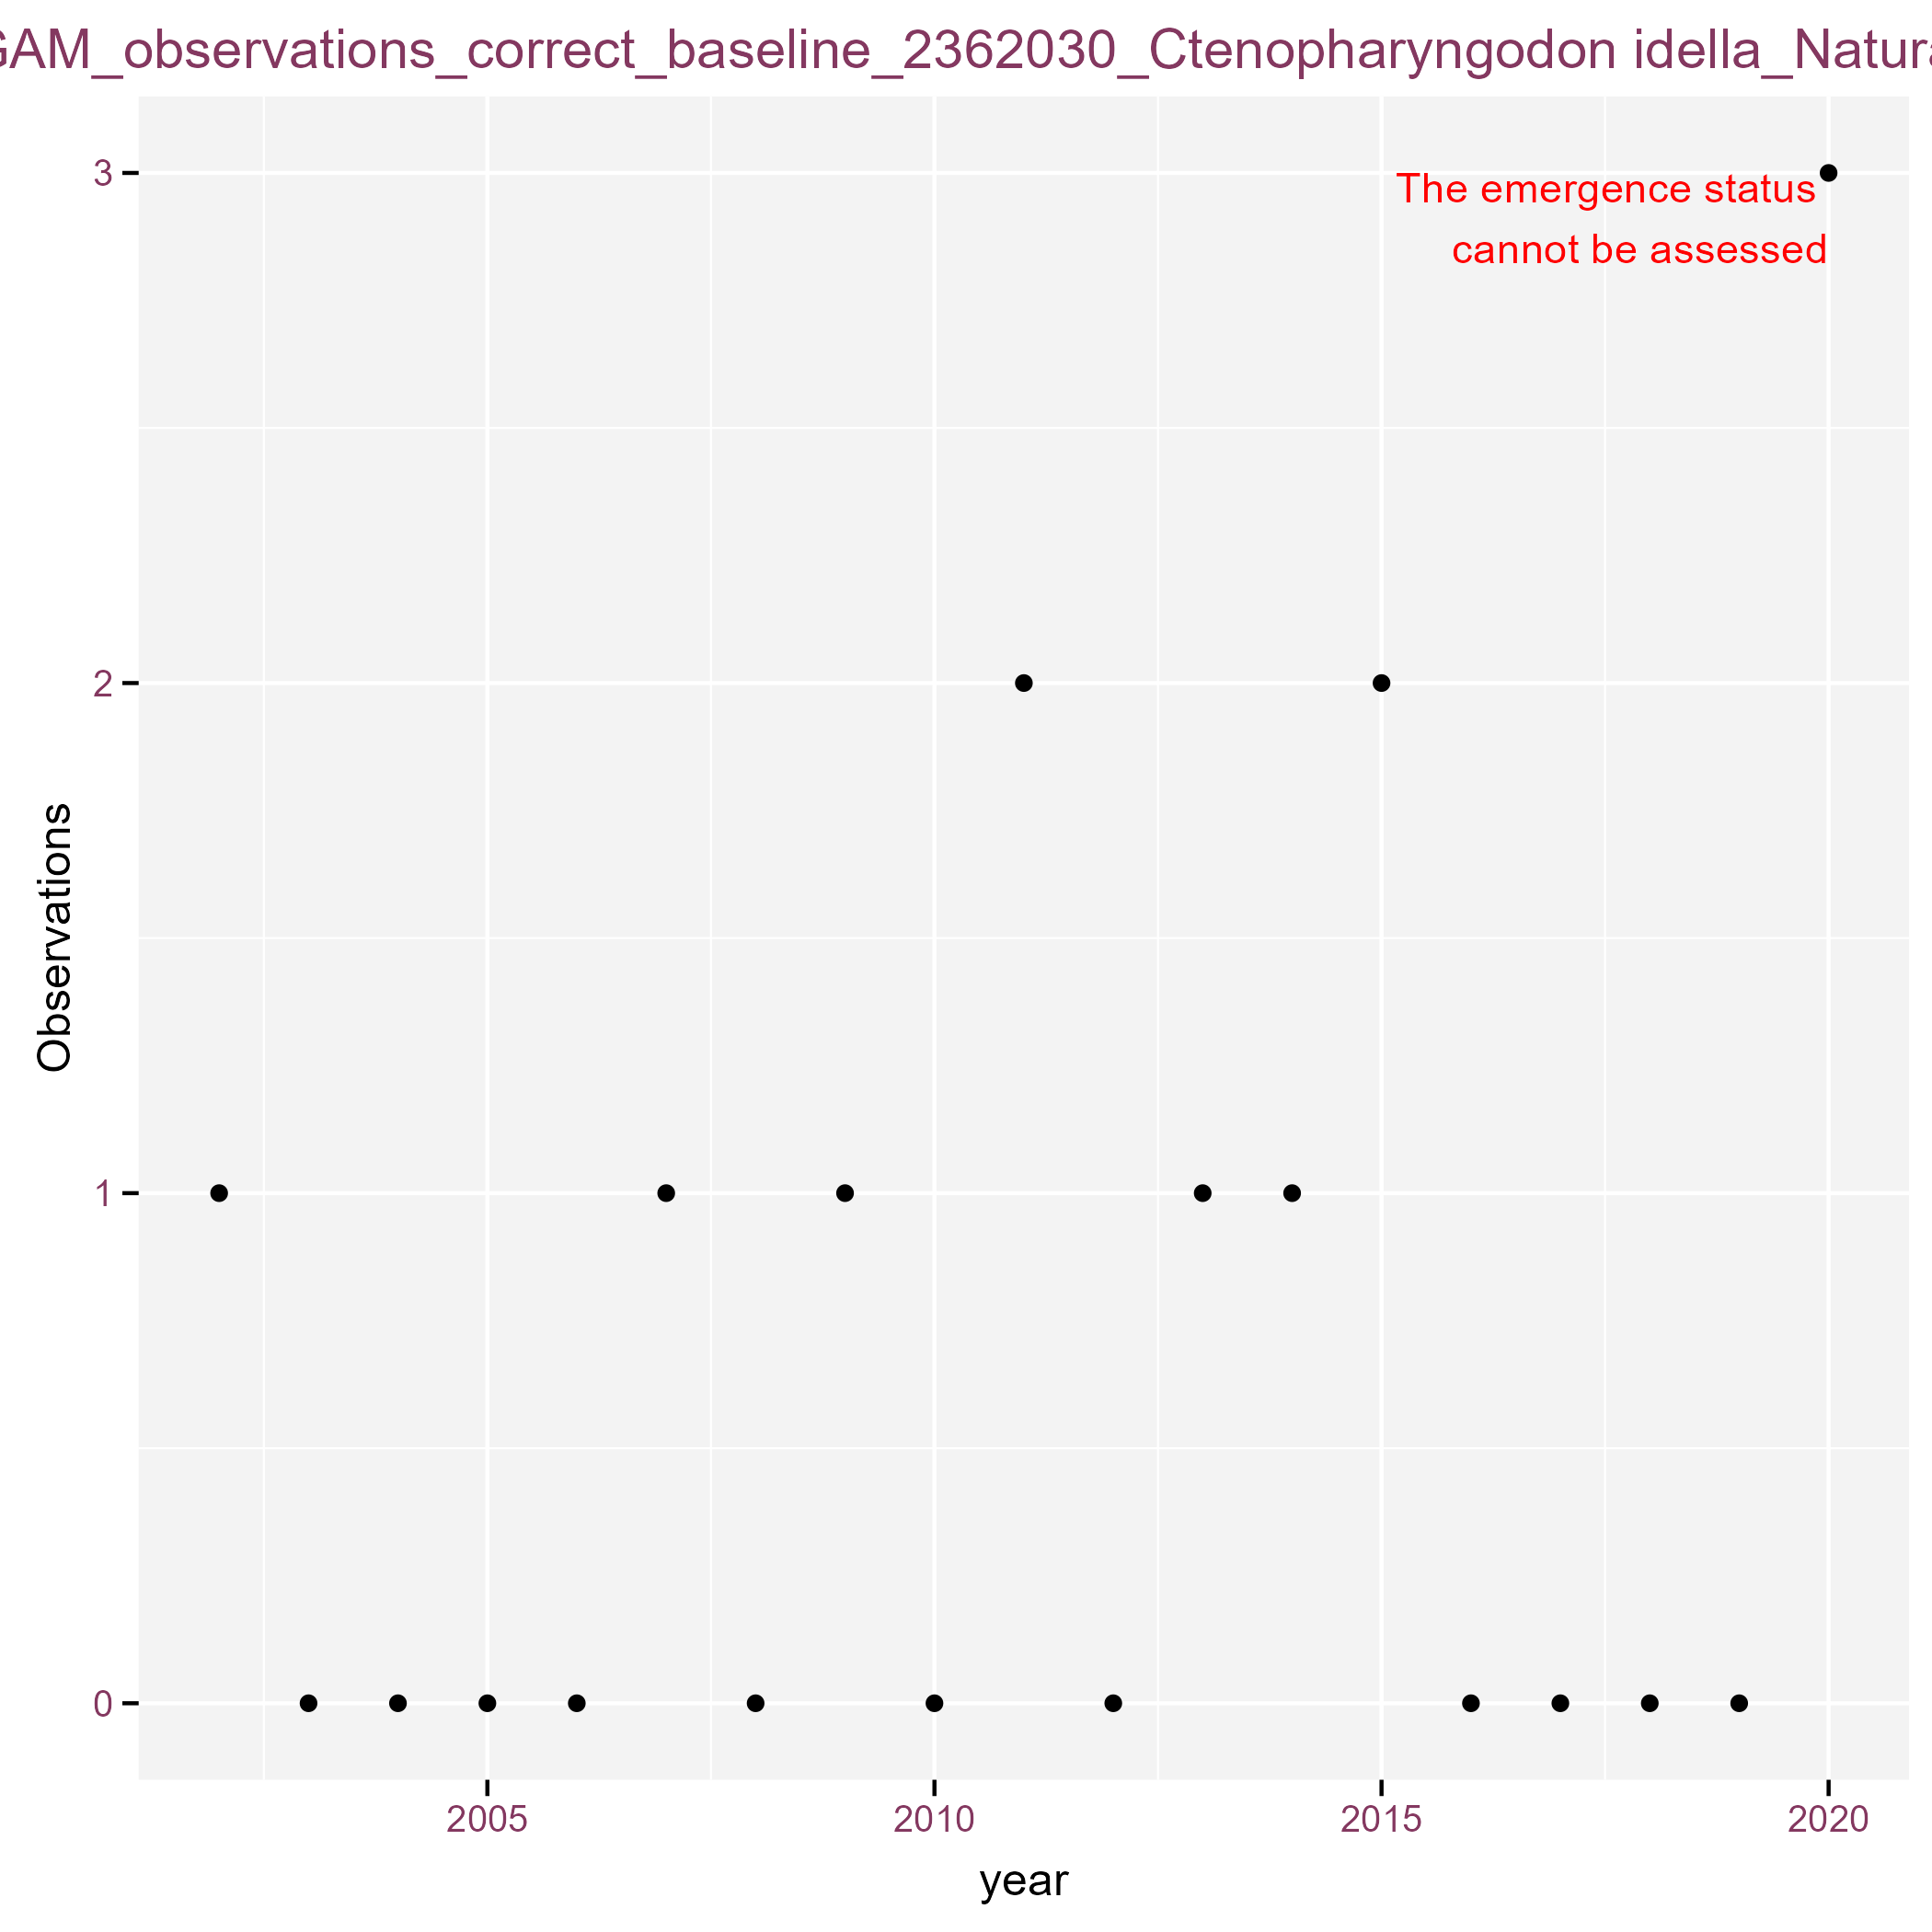 GAM_observations_correct_baseline_2362030_Ctenopharyngodon idella_Natura
3
The emergence status
cannot be assessed
2
Observations
1
0
2005 2010 2015 2020
year